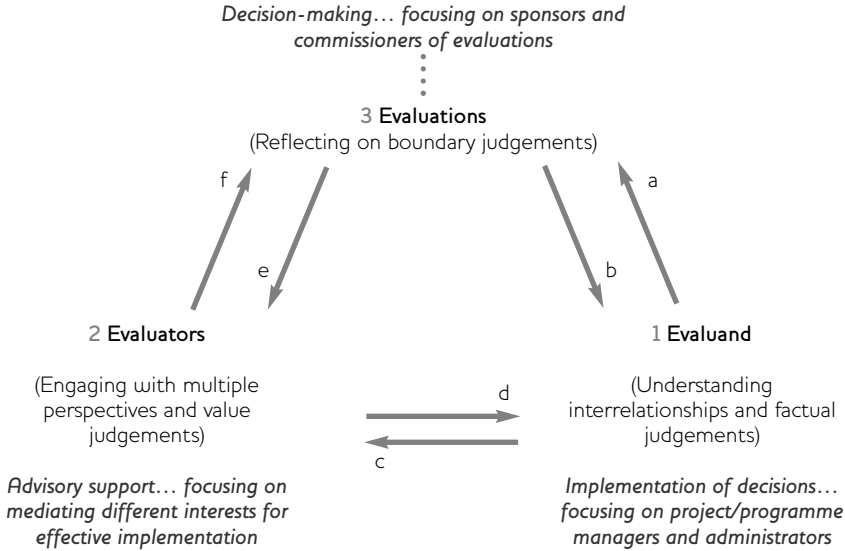 Decision-making... focusing on sponsors and
commissioners of evaluations
3 Evaluations
(Reflecting on boundary judgements)
f
a
e
b
2 Evaluators
1 Evaluand
(Engaging with multiple
perspectives and value
judgements)
d
c
(Understanding
interrelationships and factual
judgements)
Advisory support... focusing on
mediating different interests for
effective implementation
Implementation of decisions...
focusing on project/programme
managers and administrators